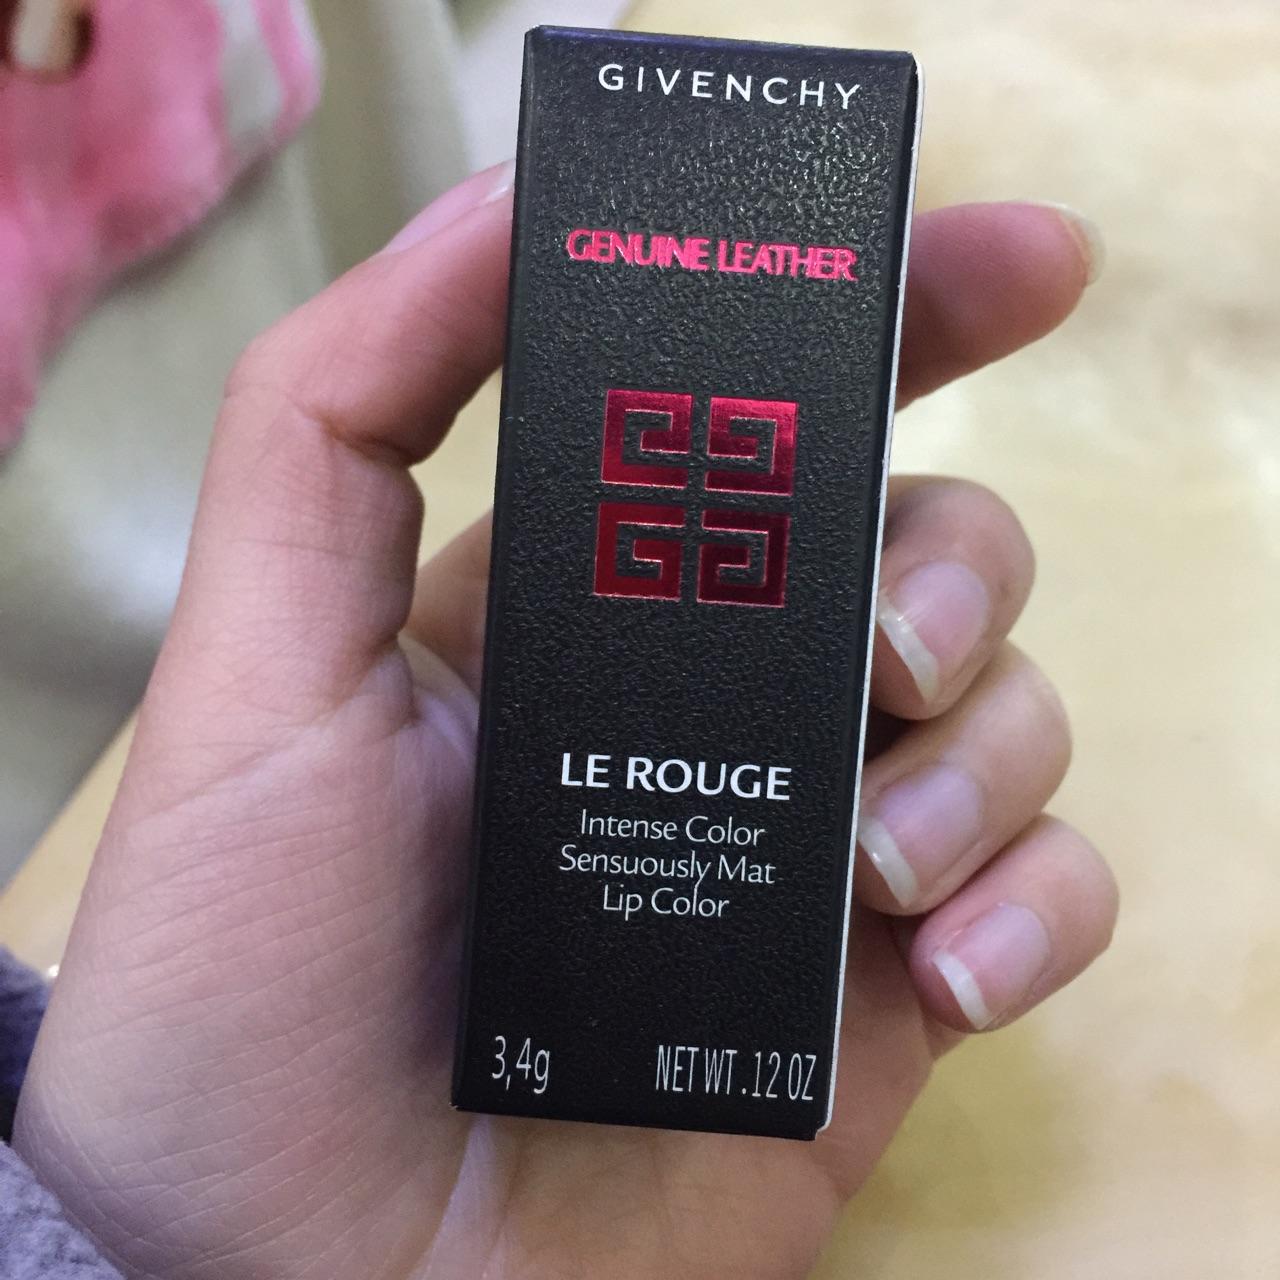 GIVENCHY
GENUINE LEATHER
LE ROUGE
Intense Color
Sensuously Mat
Lip Color
3,4g NET WT .12 OZ